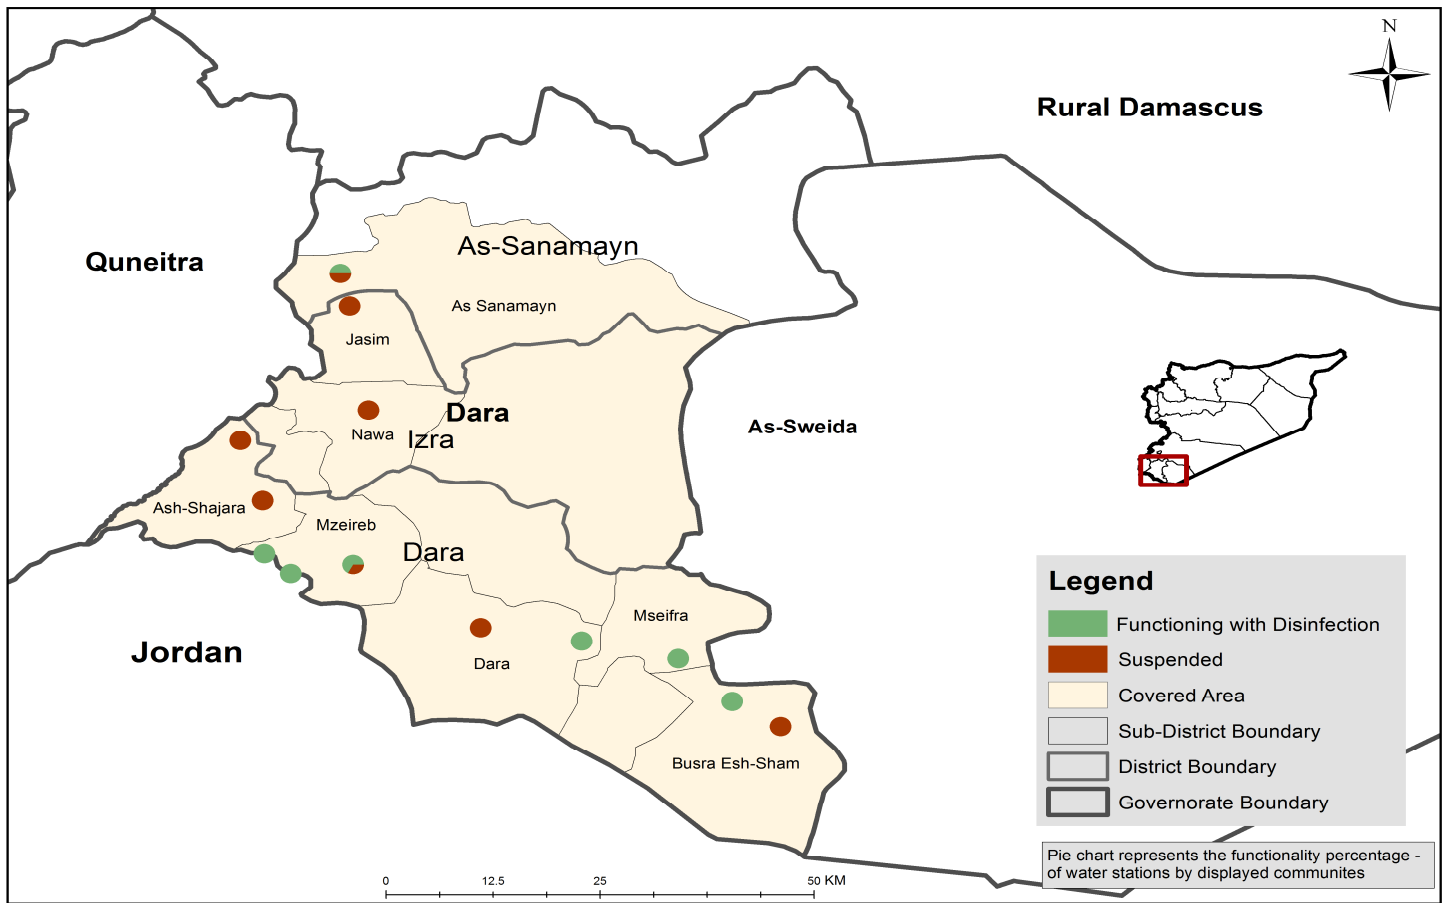 N
Rural Damascus
Quneitra
As-Sanamayn
As Sanamayn
Jasim
Dara
Nawa
Izra
As-Sweida
Ash-Shajara
Mzeireb
Dara
Mseifra
Jordan
Dara
Busra Esh-Sham
Legend
Functioning with Disinfection
Suspended
Covered Area
Sub-District Boundary
District Boundary
Governorate Boundary
Pie chart represents the functionality percentage -
of water stations by displayed communites
0 12.5 25 50 KM